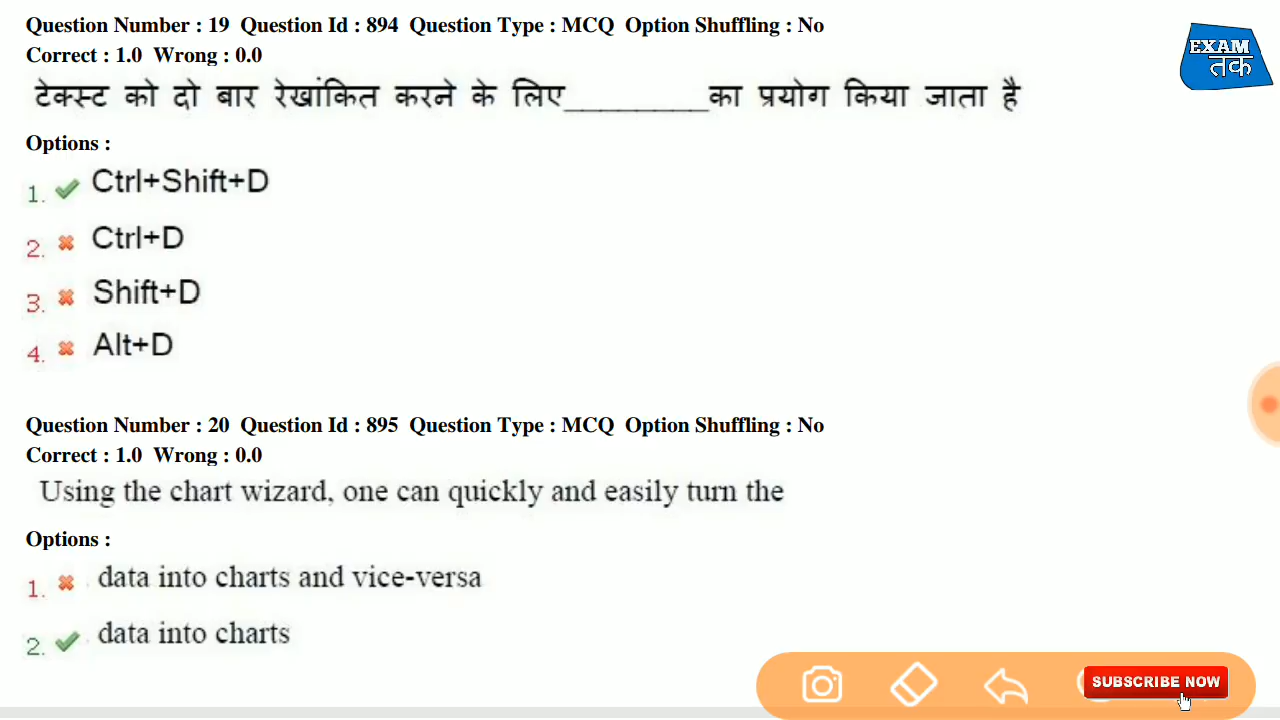 Question Number : 19 Question Id : 894 Question Type : MCQ Option Shuffling : No
Correct : 1.0 Wrong : 0.0
EXAM
तक
टेक्स्ट को दो बार रेखांकित करने के लिए________का प्रयोग किया जाता है
Options :
1. Ctrl+Shift+D
2. Ctrl+D
3. Shift+D
4. Alt+D
Question Number : 20 Question Id : 895 Question Type : MCQ Option Shuffling : No
Correct : 1.0 Wrong : 0.0
Using the chart wizard, one can quickly and easily turn the
Options :
1. data into charts and vice-versa
2. data into charts
SUBSCRIBE NOW